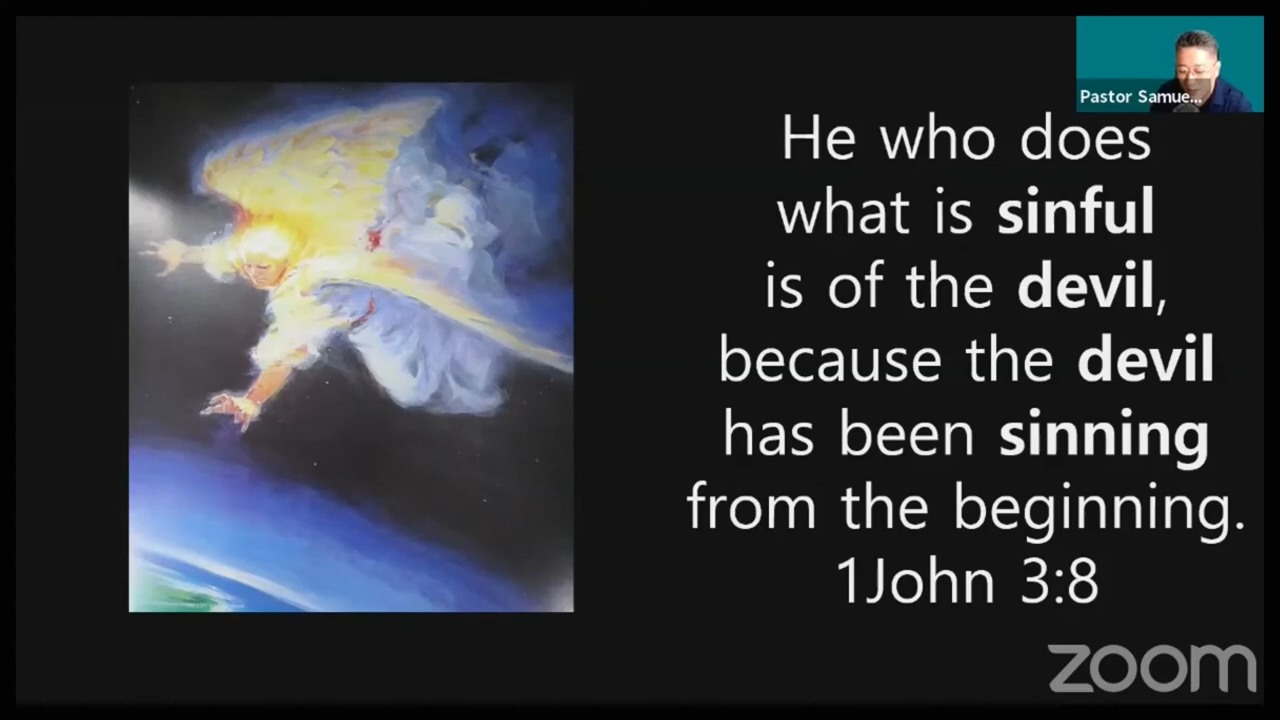 Pastor Samue...
He who does
what is sinful
is of the devil,
because the devil
has been sinning
from the beginning.
1John 3:8
zoom